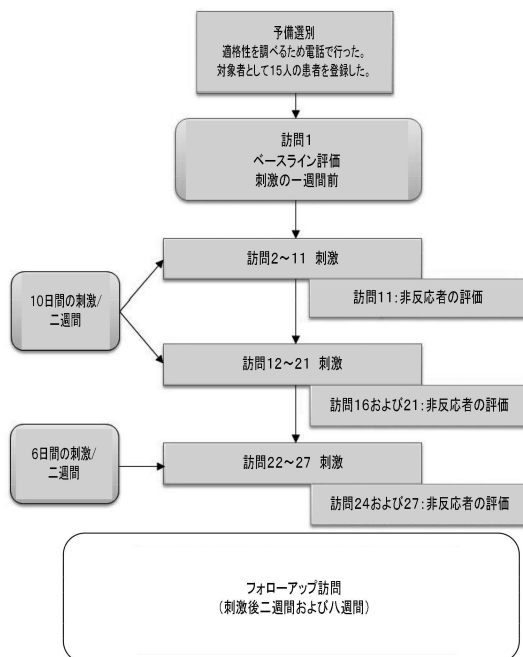 予備選別
適格性を調べるため電話で行った。
対象者として15人の患者を登録した。
訪問1
ベースライン評価
刺激の一週間前
訪問2～11 刺激
10日間の刺激/
二週間
訪問11:非反応者の評価
訪問12～21 刺激
訪問16および21:非反応者の評価
6日間の刺激/
二週間
訪問22～27 刺激
訪問24および27:非反応者の評価
フォローアップ訪問
(刺激後二週間および八週間)